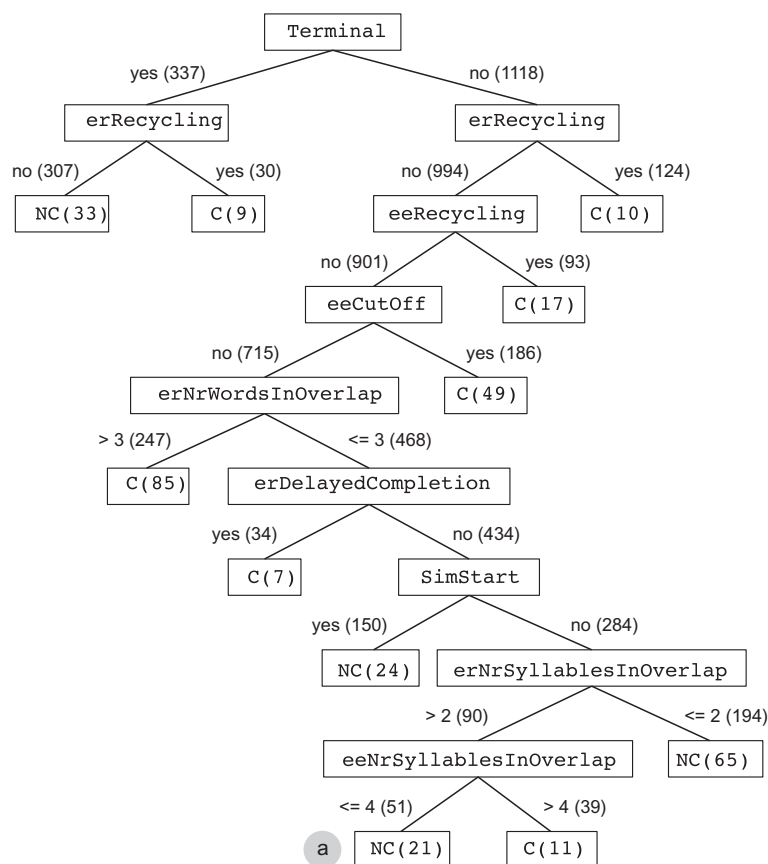 Terminal
yes (337) no (1118)
erRecycling erRecycling
no (307) yes (30) no (994) yes (124)
NC(33) C(9) eeRecycling C(10)
no (901) yes (93)
eeCutOff C(17)
no (715) yes (186)
erNrWordsInOverlap C(49)
> 3 (247) <= 3 (468)
C(85) erDelayedCompletion
yes (34) no (434)
C(7) SimStart
yes (150) no (284)
NC(24) erNrSyllablesInOverlap
> 2 (90) <= 2 (194)
eeNrSyllablesInOverlap NC(65)
<= 4 (51) > 4 (39)
a NC(21) C(11)